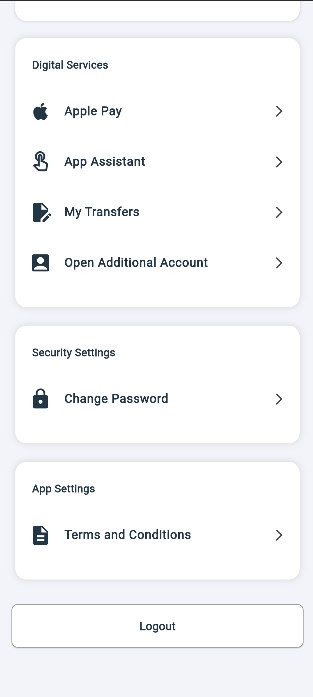 Digital Services
Apple Pay
App Assistant
My Transfers
Open Additional Account
Security Settings
Change Password
App Settings
Terms and Conditions
Logout